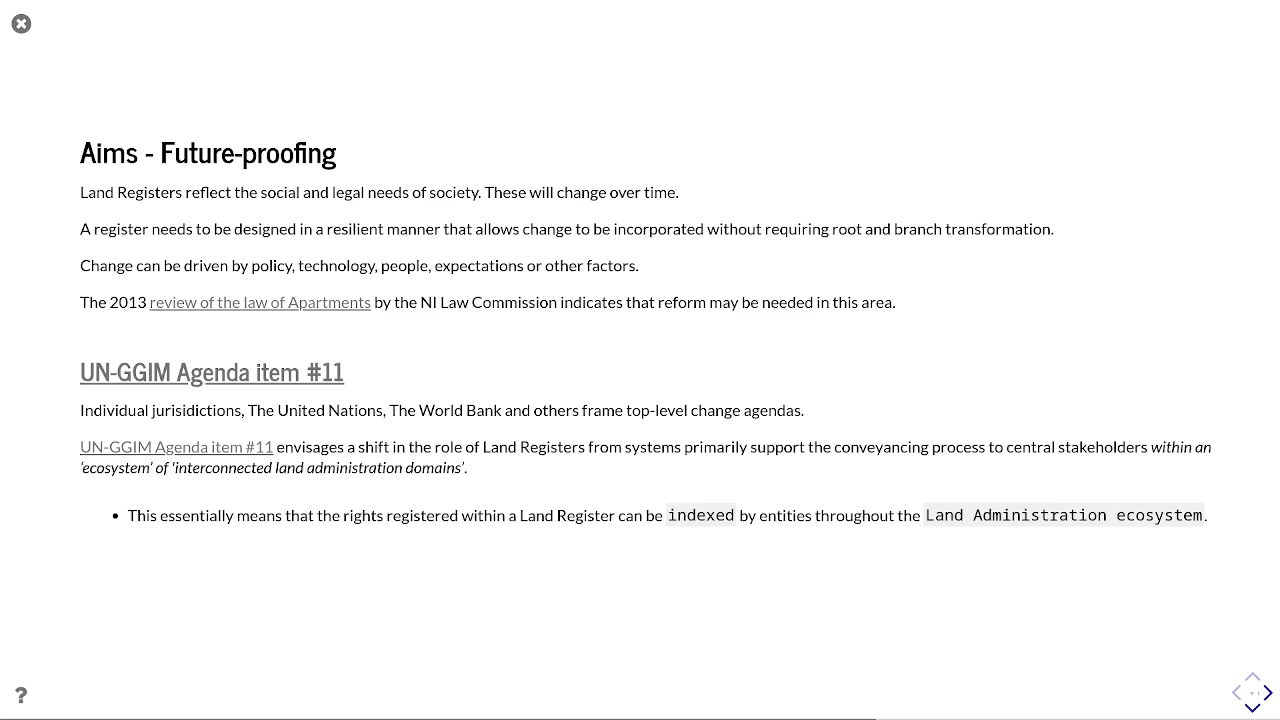 Aims - Future-proofing
Land Registers reflect the social and legal needs of society. These will change over time.
A register needs to be designed in a resilient manner that allows change to be incorporated without requiring root and branch transformation.
Change can be driven by policy, technology, people, expectations or other factors.
The 2013 review of the law of Apartments by the NI Law Commission indicates that reform may be needed in this area.
UN-GGIM Agenda item #11
Individual jurisidictions, The United Nations, The World Bank and others frame top-level change agendas.
UN-GGIM Agenda item #11 envisages a shift in the role of Land Registers from systems primarily support the conveyancing process to central stakeholders within an
‘ecosystem’ of ‘interconnected land administration domains’.
• This essentially means that the rights registered within a Land Register can be indexed by entities throughout the Land Administration ecosystem.
?